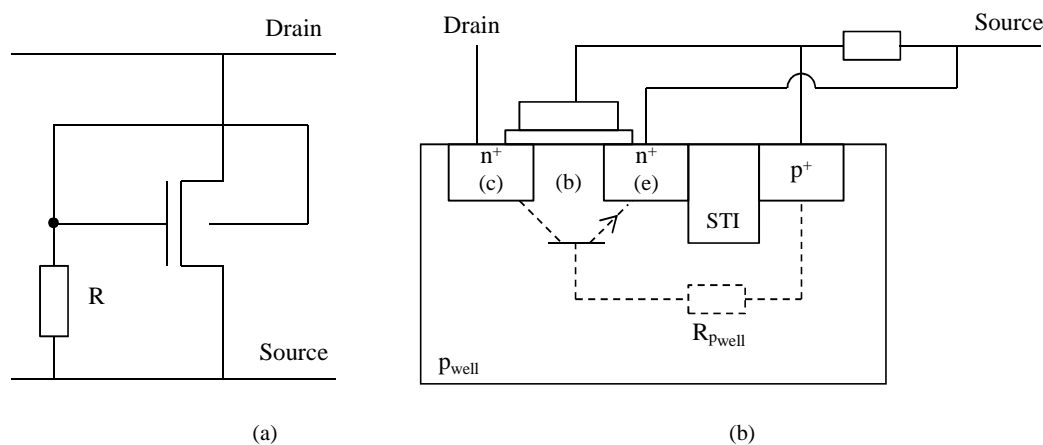 Drain
R
Source
(a)
Drain
Source
n+
(c)
(b)
n+
(e)
p+
STI
Rpwell
pwell
(b)